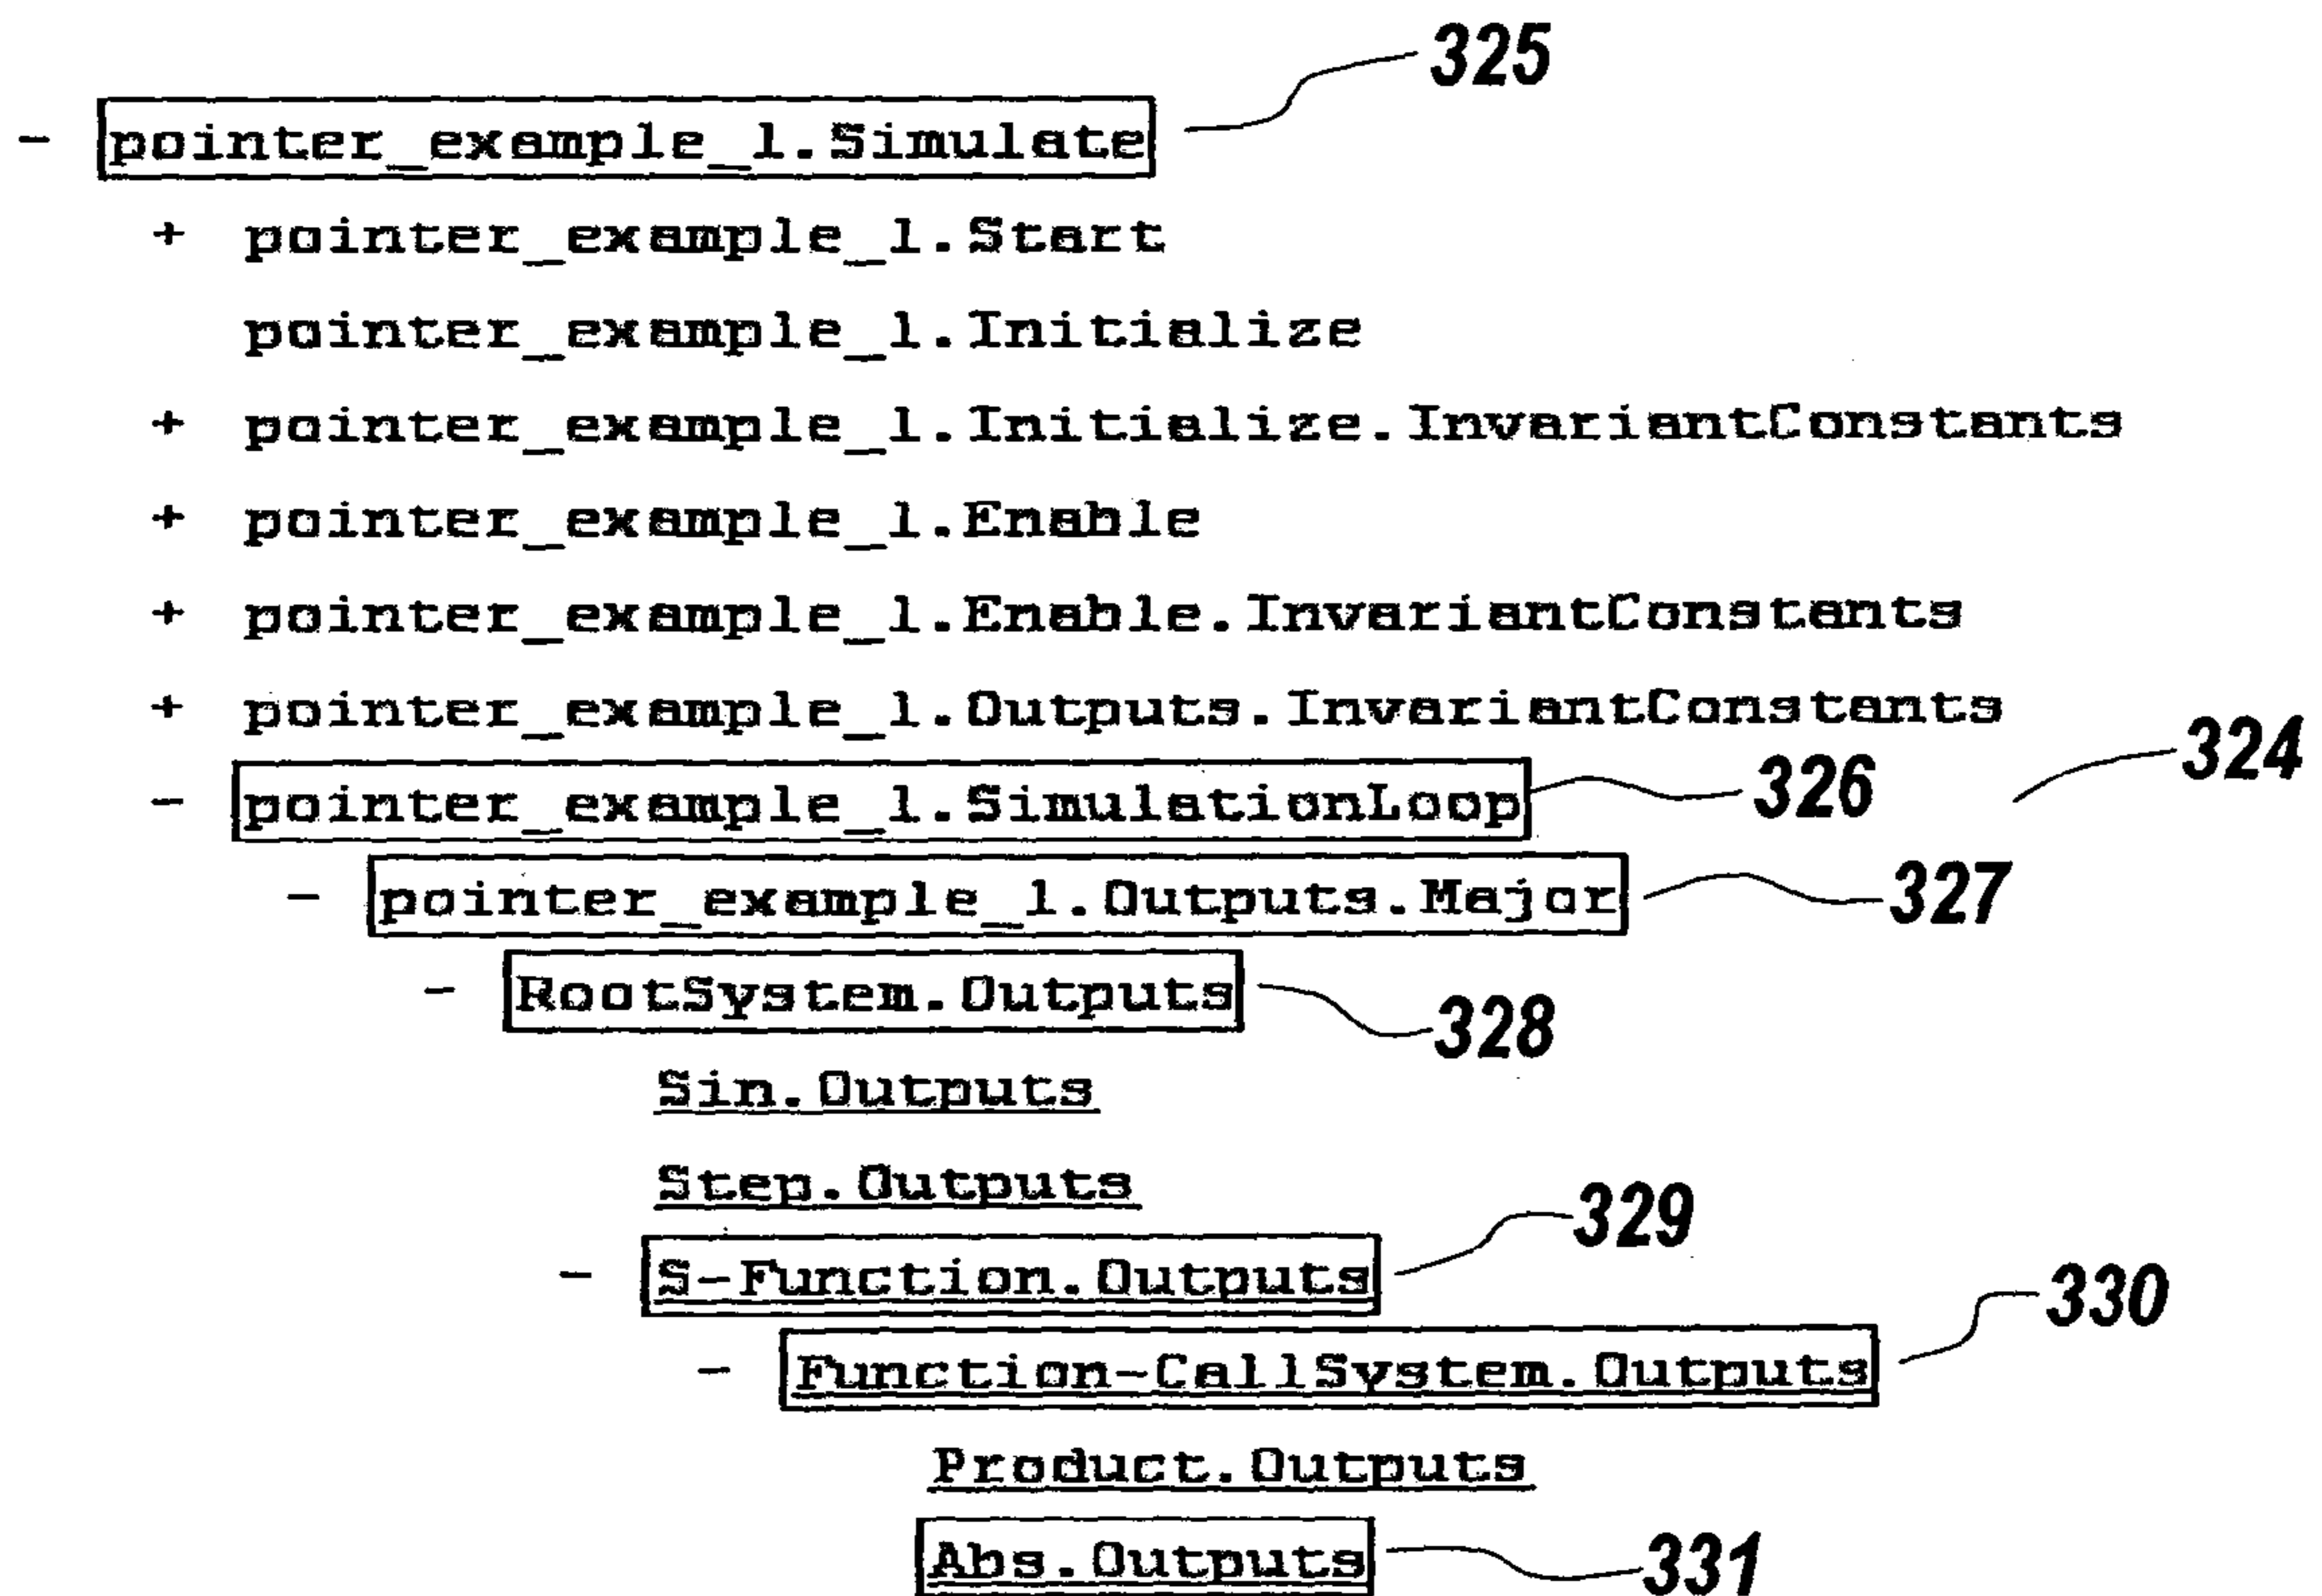 325
- pointer_example_1.Simulate
+ pointer_example_1.Start
pointer_example_1.Initialize
+ pointer_example_1.Initialize.InvariantConstants
+ pointer_example_1.Enable
+ pointer_example_1.Enable.InvariantConstants
+ pointer_example_1.Outputs.InvariantConstants
324
- pointer_example_1.SimulationLoop 326
- pointer_example_1.Outputs.Major 327
- RootSystem.Outputs 328
Sin.Outputs
Step.Outputs
329
- S-Function.Outputs
330
- Function-CallSystem.Outputs
Product.Outputs
Abs.Outputs 331